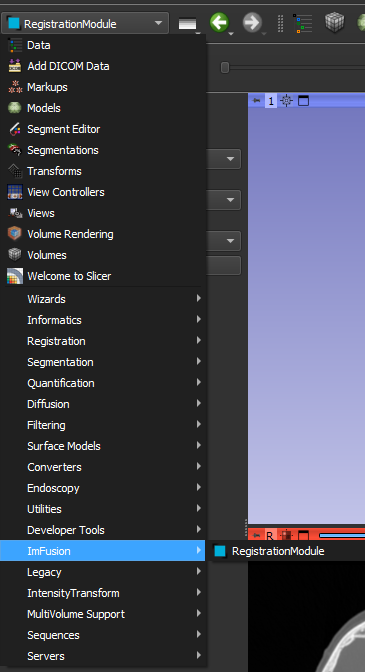 RegistrationModule
Data
Add DICOM Data
Markups
Models
Segment Editor
Segmentations
Transforms
View Controllers
Views
Volume Rendering
Volumes
Welcome to Slicer
Wizards
Informatics
Registration
Segmentation
Quantification
Diffusion
Filtering
Surface Models
Converters
Endoscopy
Utilities
Developer Tools
ImFusion
RegistrationModule
Legacy
IntensityTransform
MultiVolume Support
Sequences
Servers
1
R